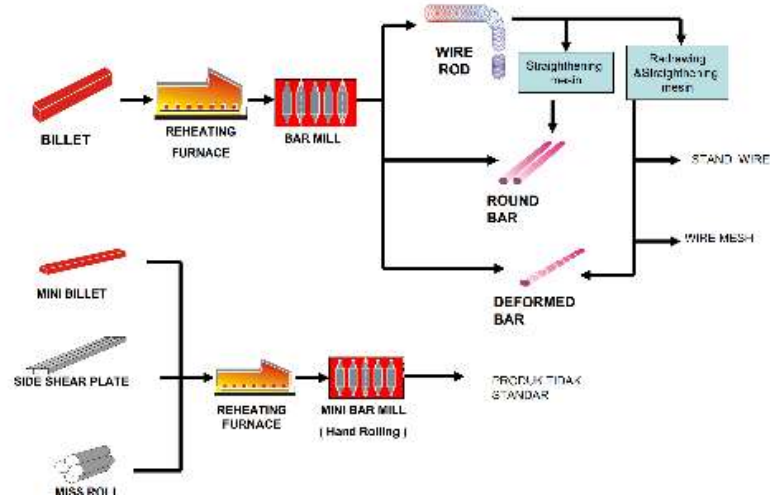 WIRE
ROD
Straightening
mesin
Redrawing
&Straightening
mesin
BILLET
REHEATING
FURNACE
BAR MILL
ROUND
BAR
STAND WIRE
WIRE MESH
DEFORMED
BAR
MINI BILLET
SIDE SHEAR PLATE
REHEATING
FURNACE
MINI BAR MILL
( Hand Rolling )
PRODUK TIDAK
STANDAR
MISS ROLL